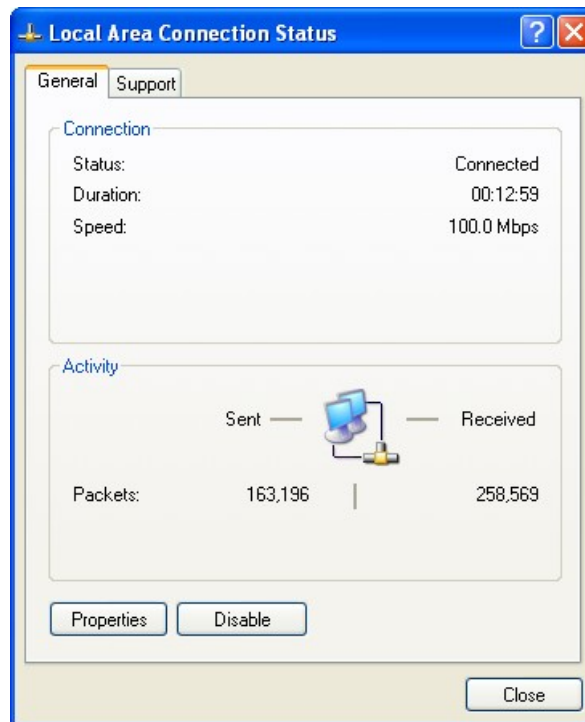 Local Area Connection Status
General Support
Connection
Status: Connected
Duration: 00:12:59
Speed: 100.0 Mbps
Activity
Sent Received
Packets: 163,196 258,569
Properties Disable
Close